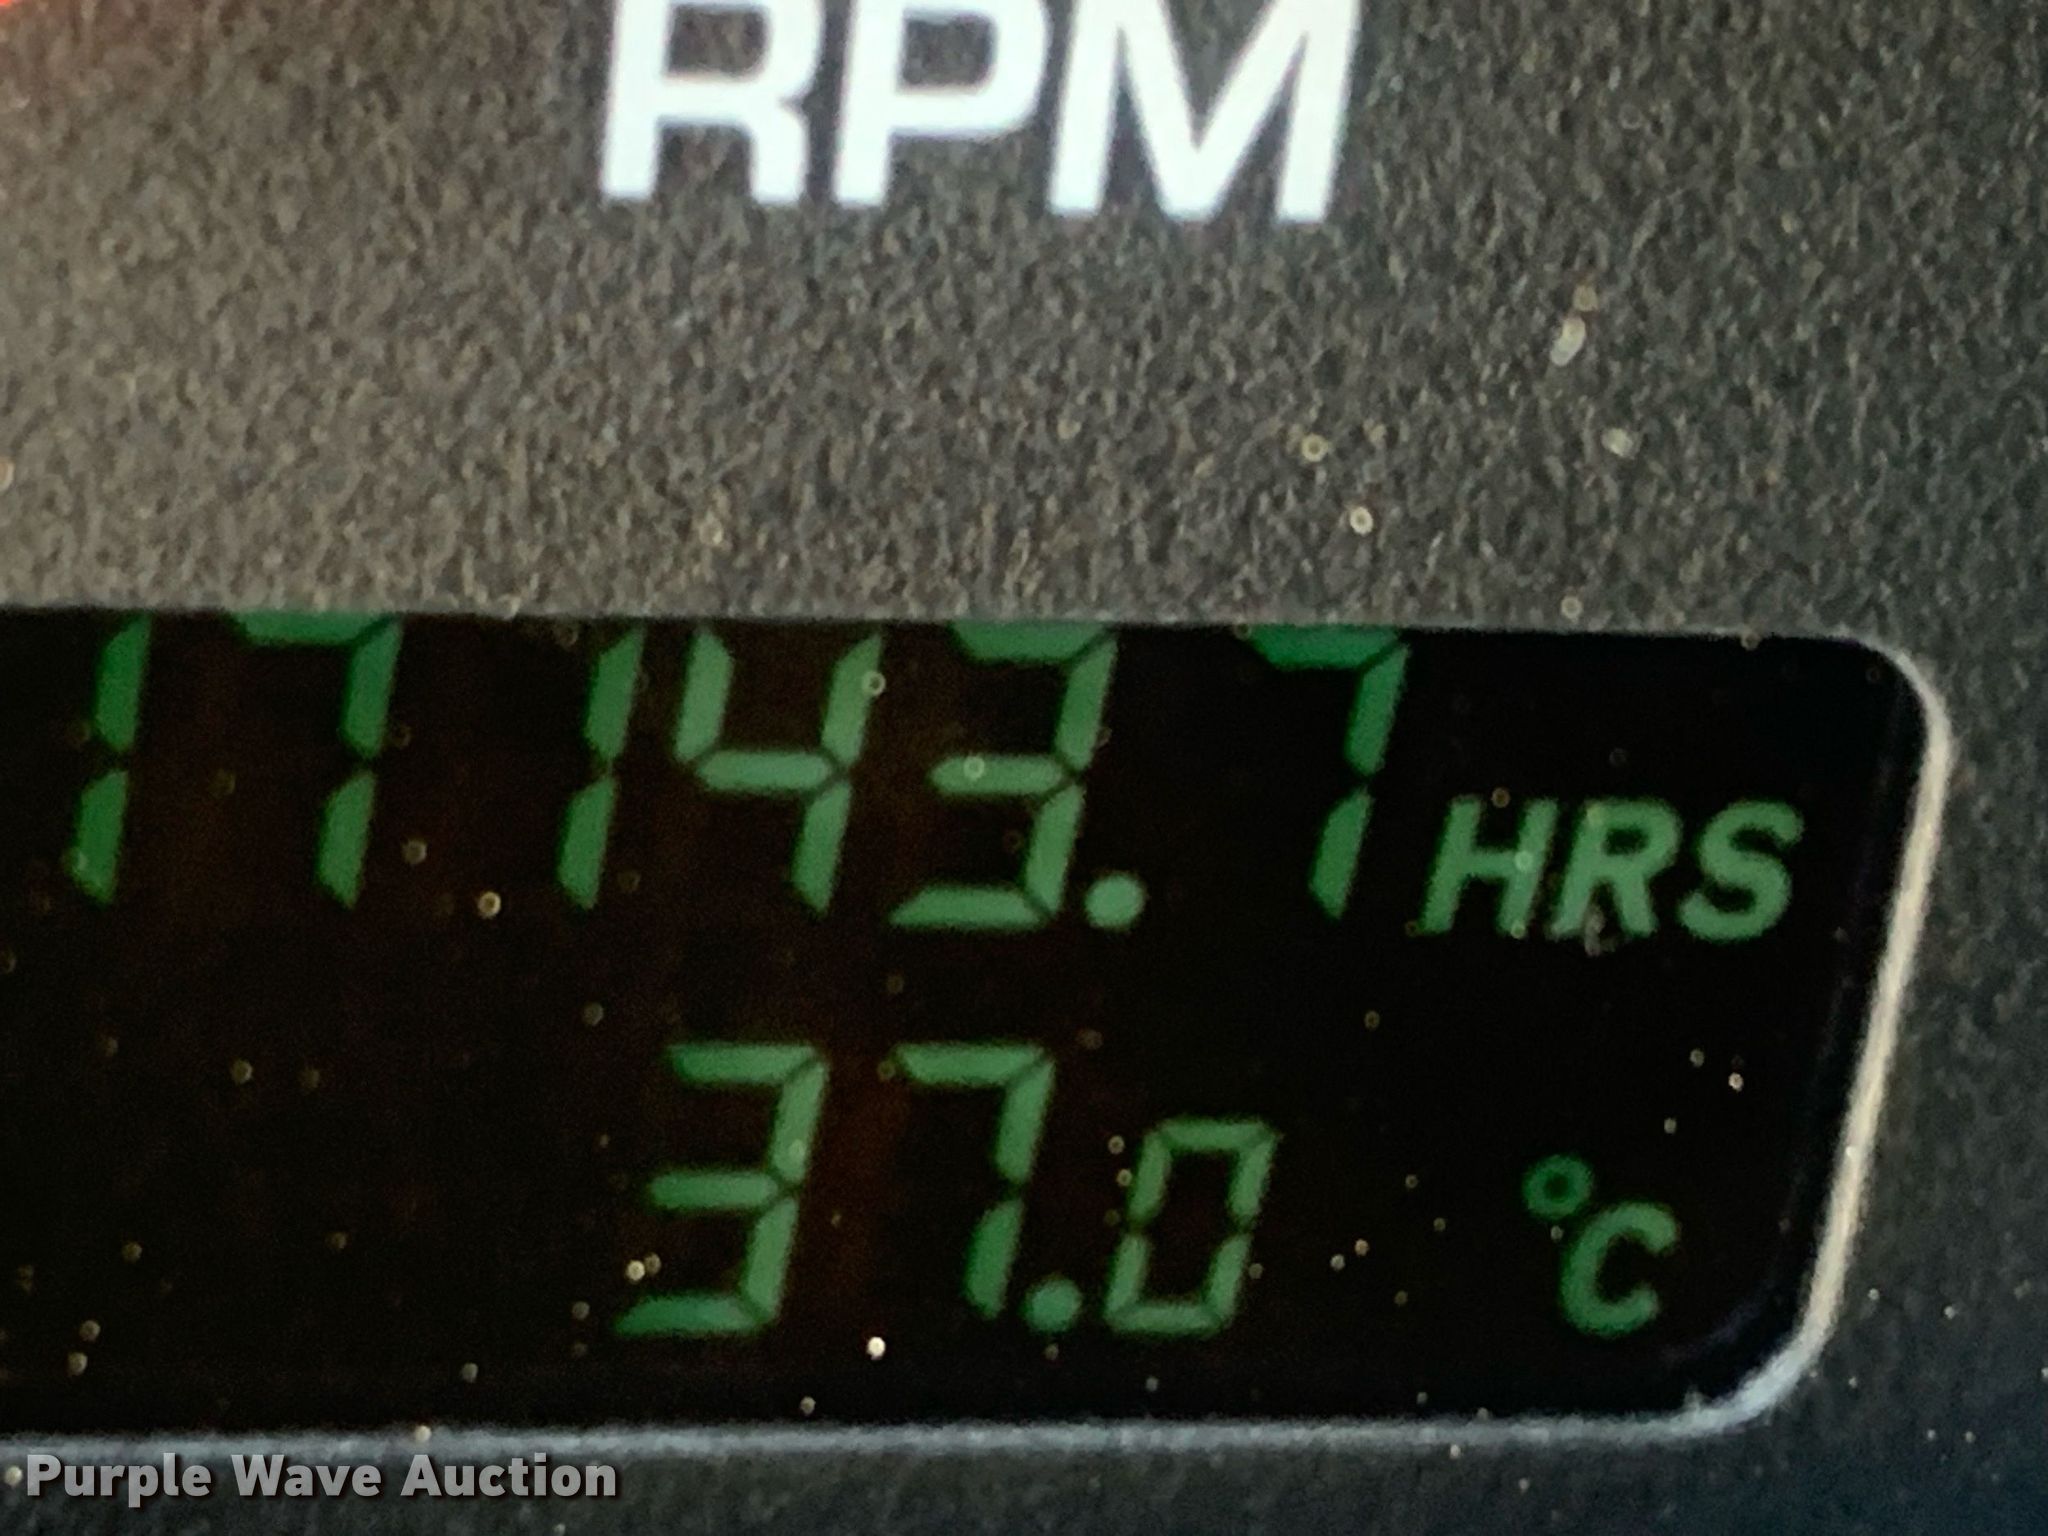 RPM
17143.7 HRS
37.0 °C
Purple Wave Auction